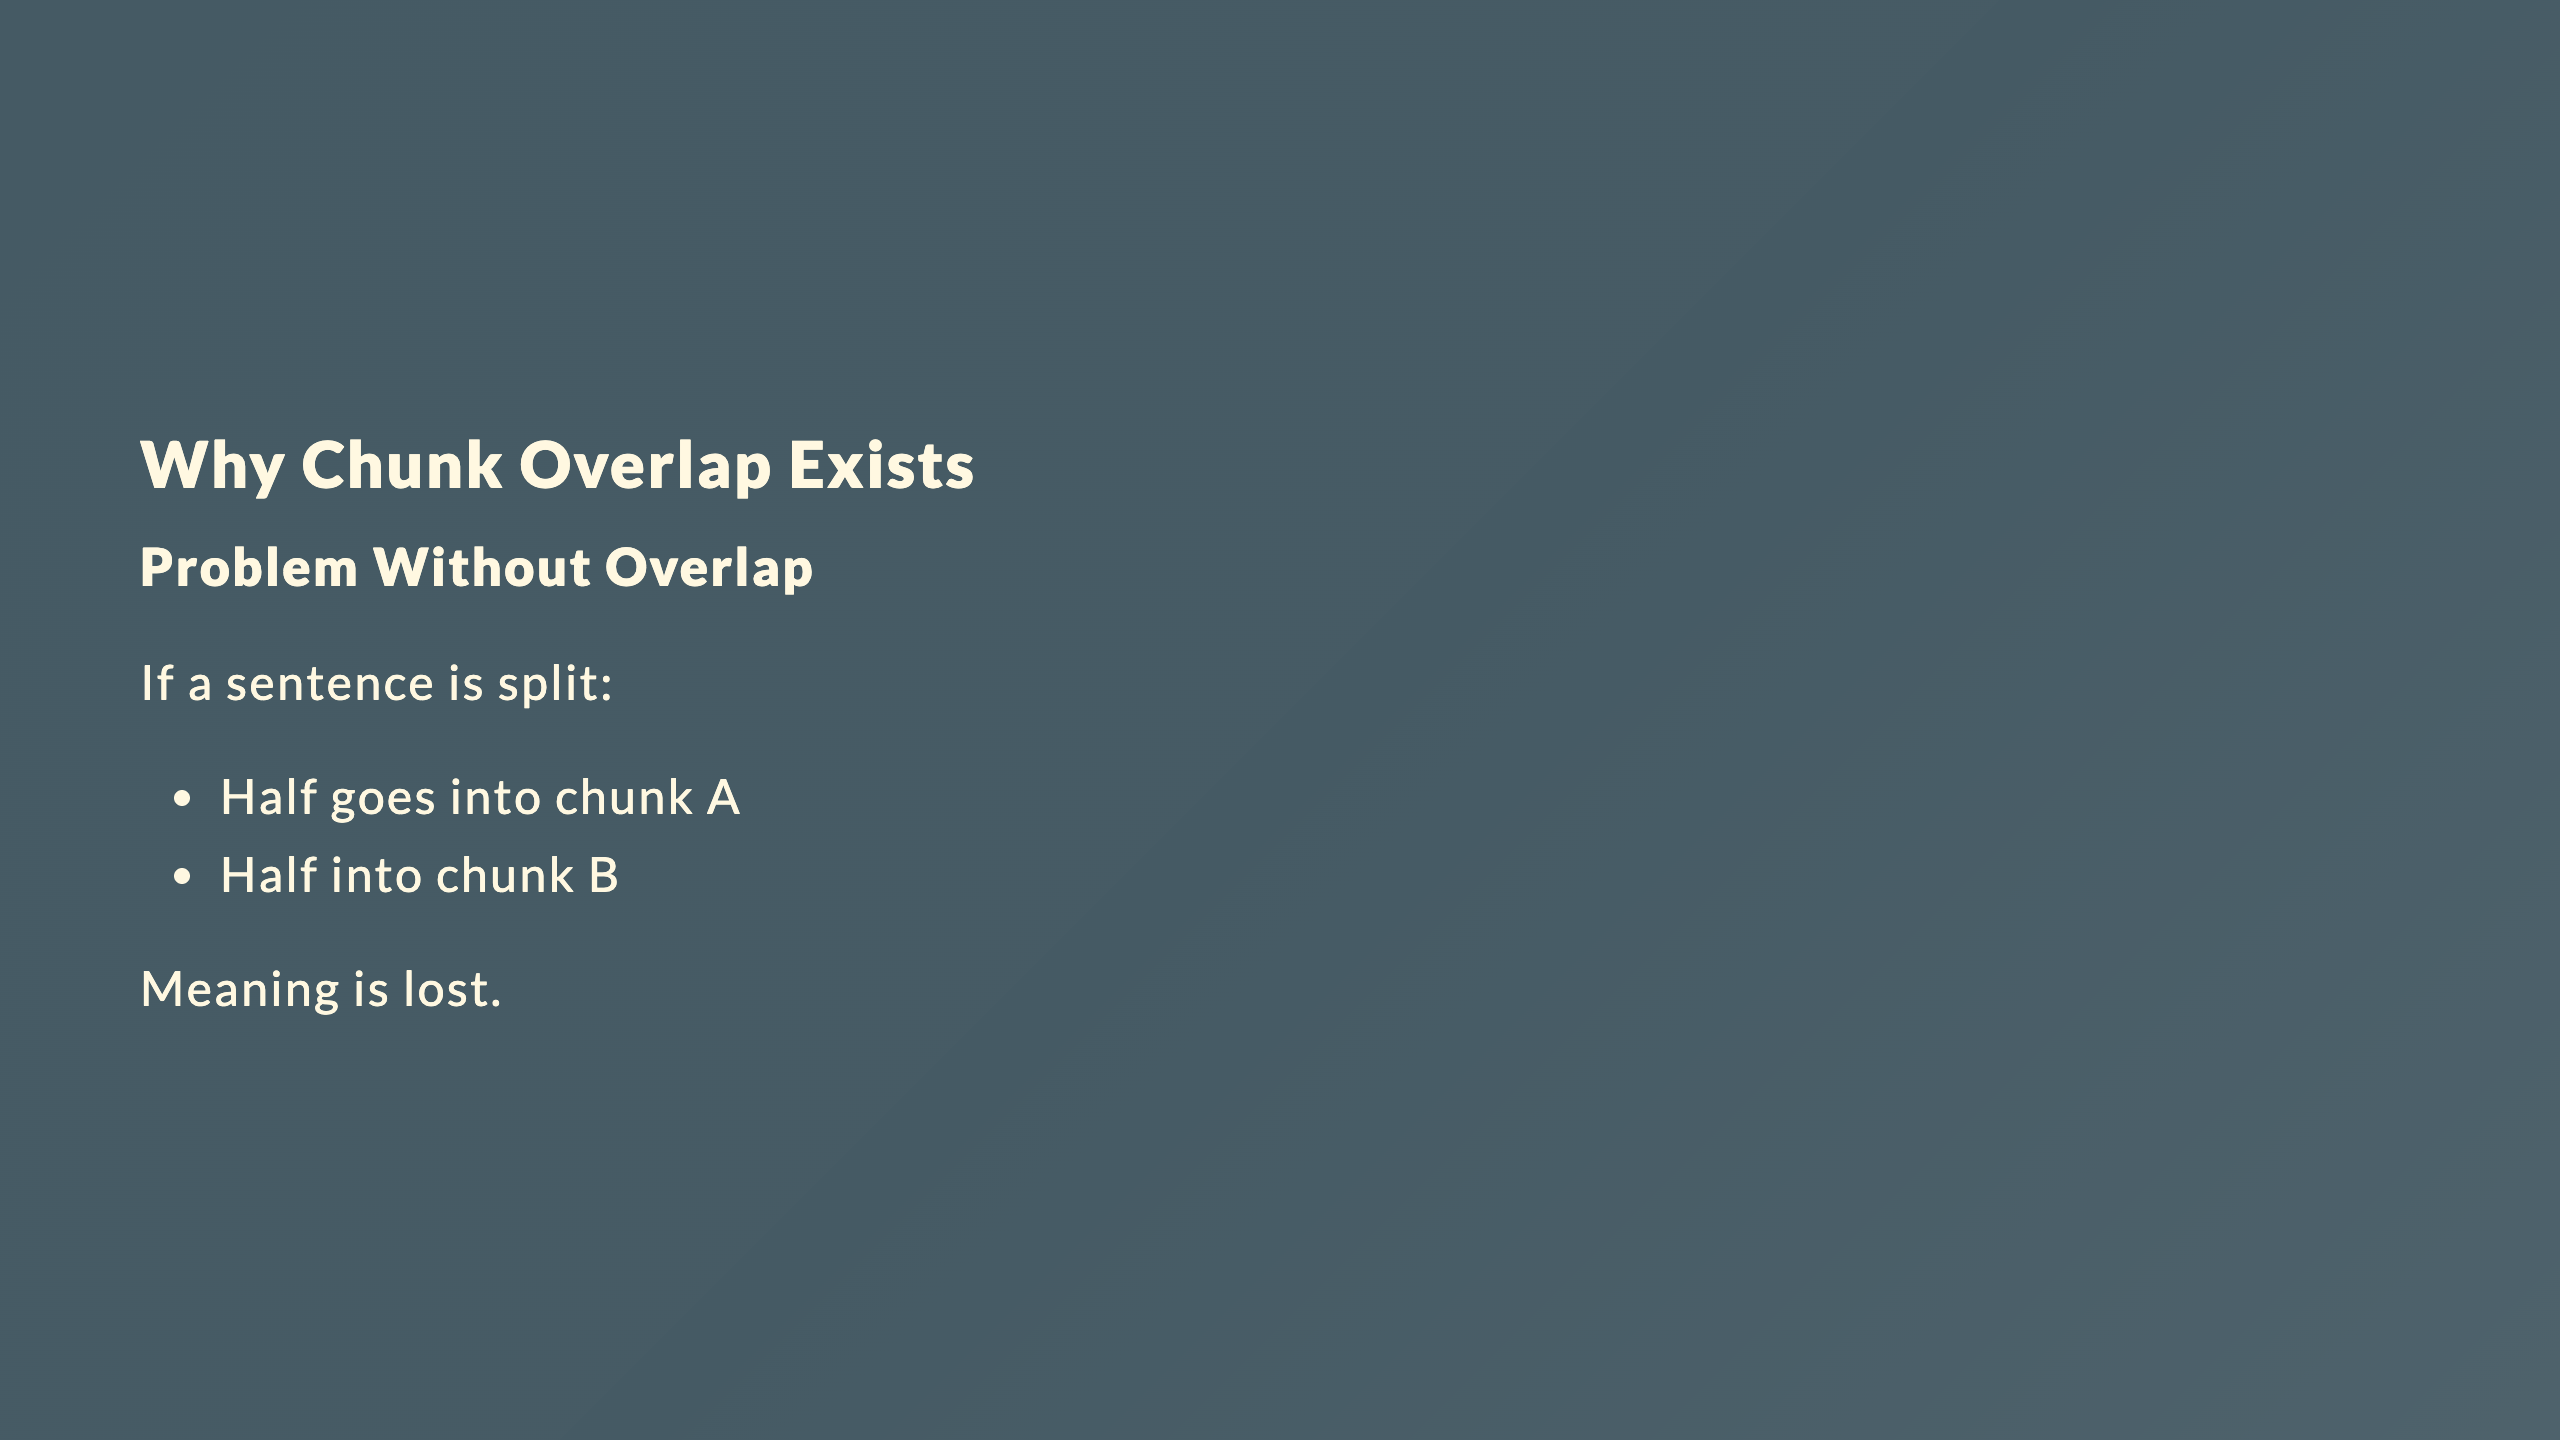 Why Chunk Overlap Exists
Problem Without Overlap
If a sentence is split:
• Half goes into chunk A
• Half into chunk B
Meaning is lost.